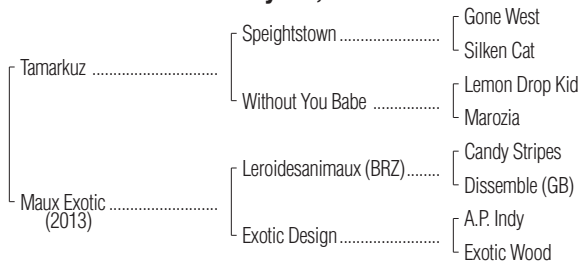 Gone West
Speightstown
Silken Cat
Tamarkuz
Lemon Drop Kid
Without You Babe
Marozia
Candy Stripes
Leroidesanimaux (BRZ)
Dissemble (GB)
Maux Exotic
(2013)
A.P. Indy
Exotic Design
Exotic Wood